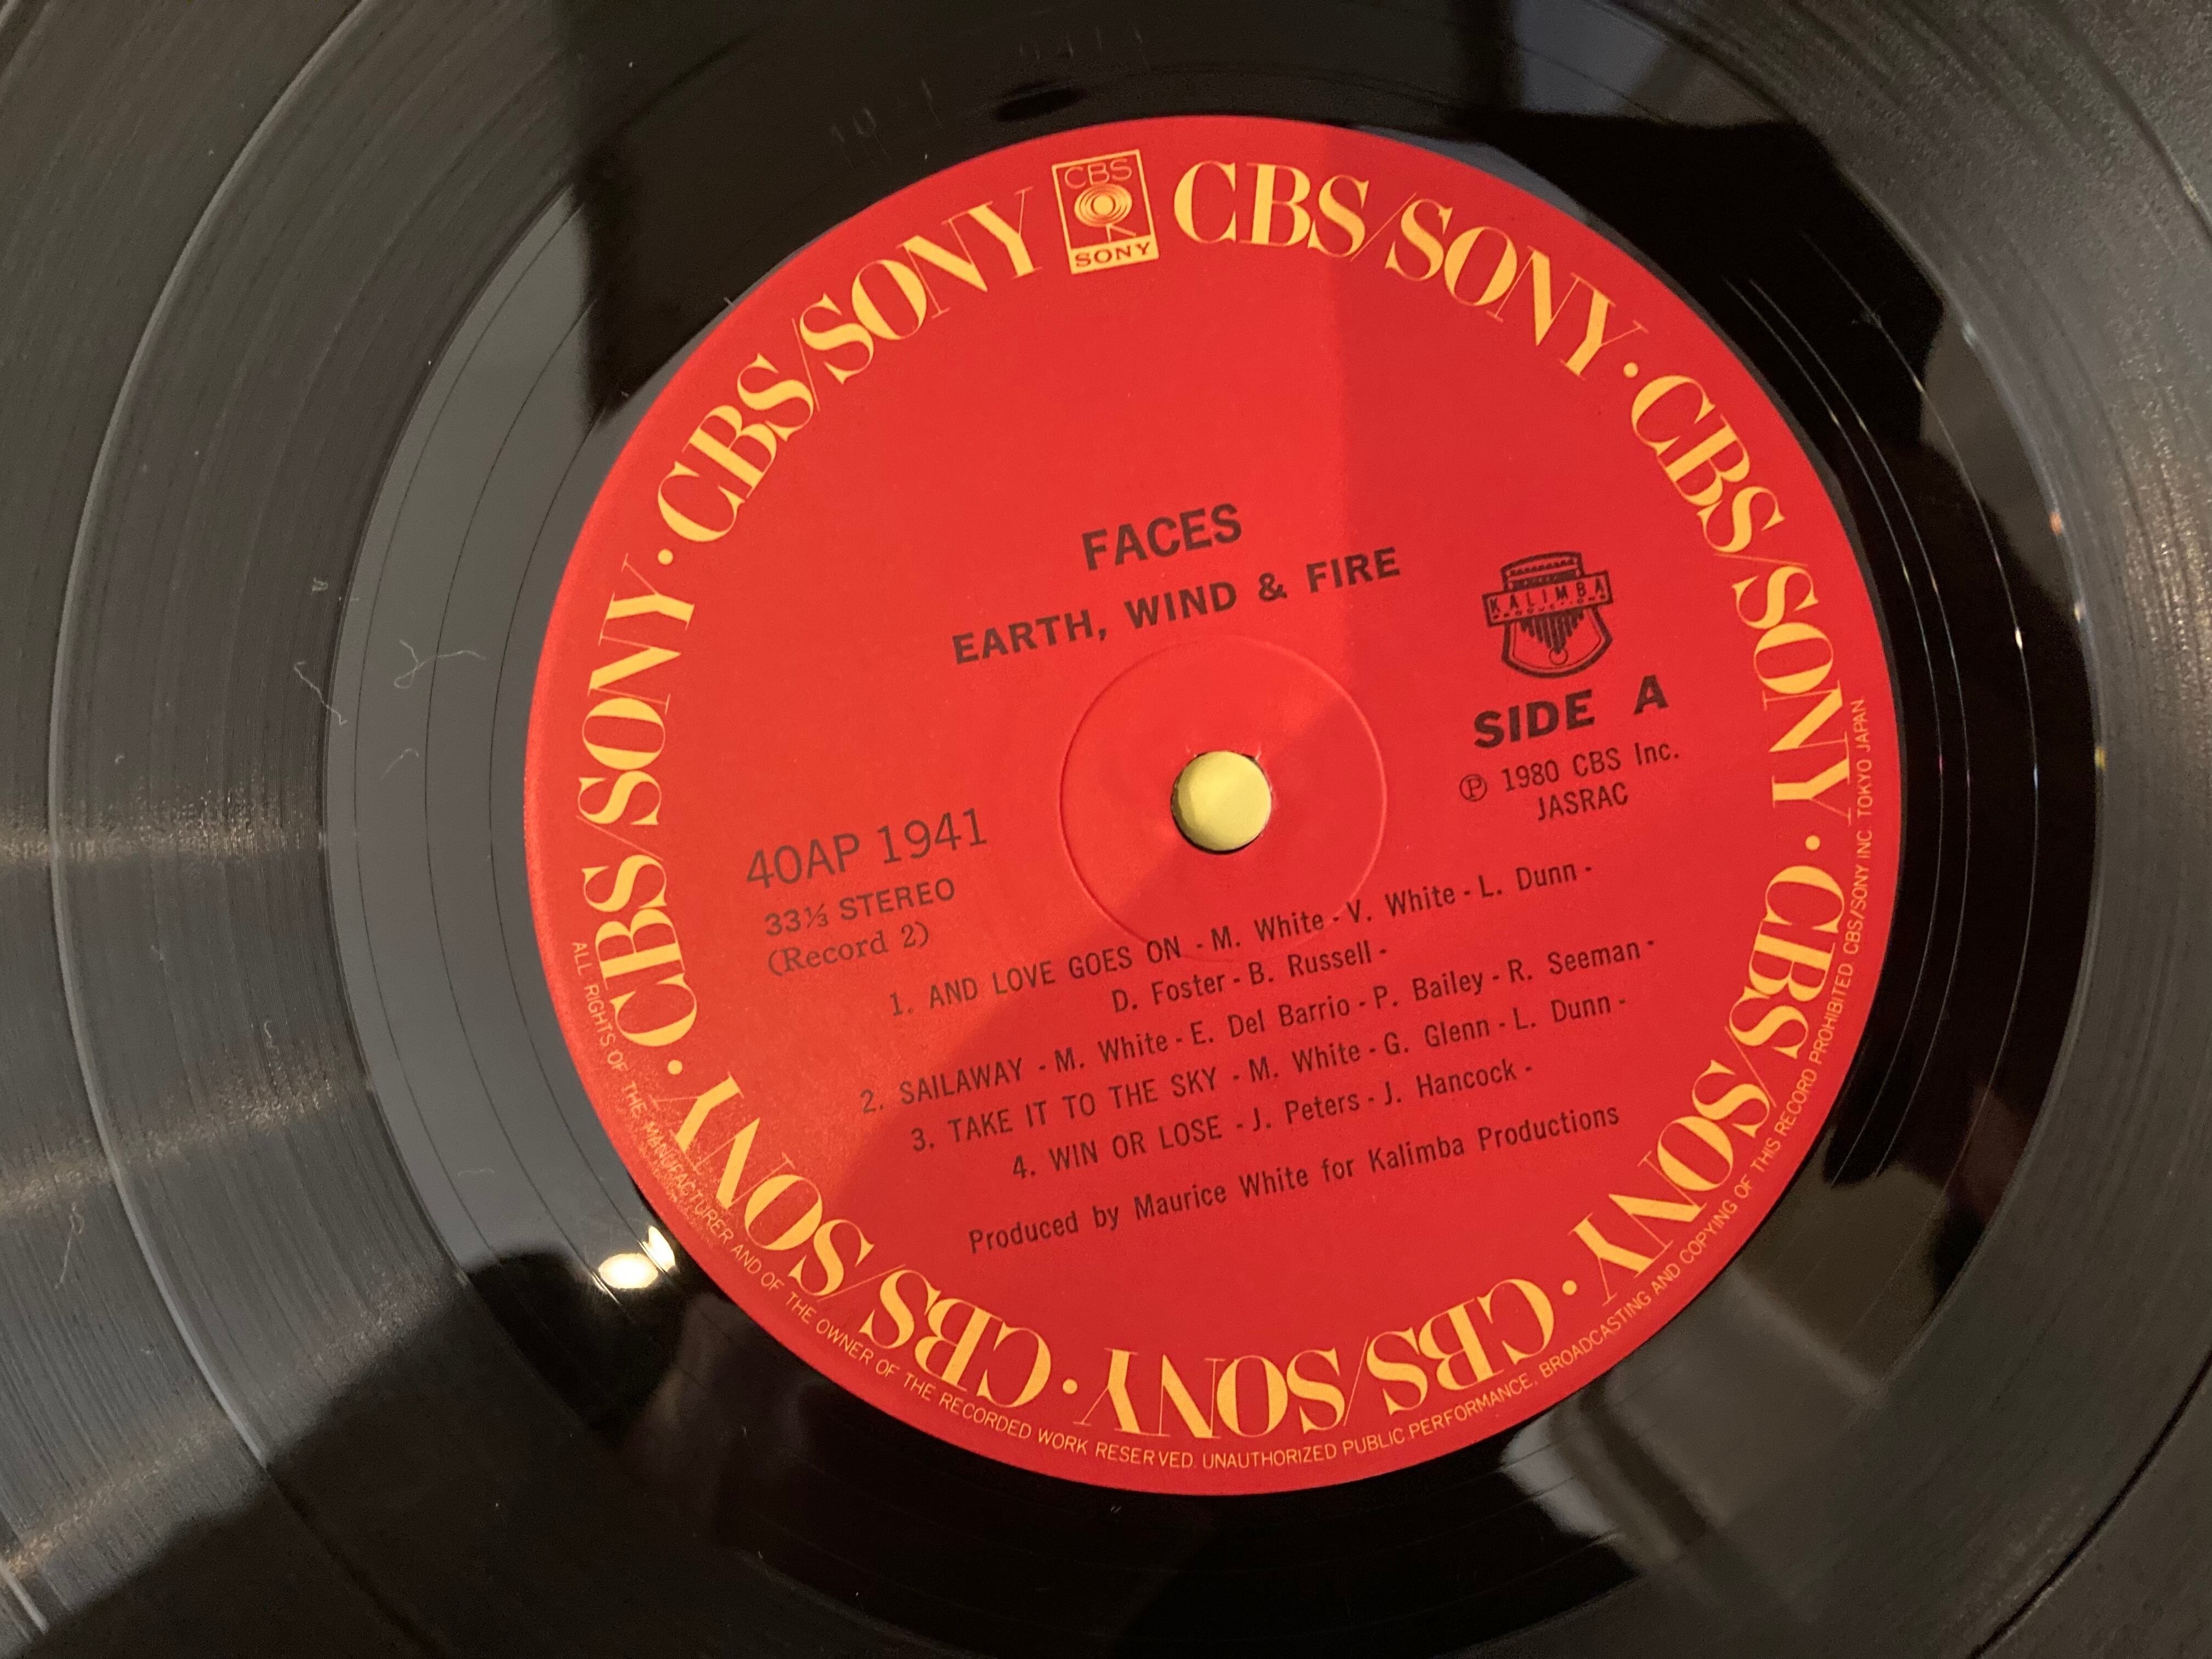 CBS
SONY
CBS/SONY · CBS/SONY · CBS/SONY · CBS/SONY · CBS/SONY · CBS/SONY · CBS/SONY · CBS/SONY
FACES
EARTH, WIND & FIRE
KALIMBA
PRODUCTIONS
SIDE A
Ⓟ 1980 CBS Inc.
JASRAC
40AP 1941
33⅓ STEREO
(Record 2)
1. AND LOVE GOES ON - M. White - V. White - L. Dunn -
D. Foster - B. Russell -
2. SAILAWAY - M. White - E. Del Barrio - P. Bailey - R. Seeman -
3. TAKE IT TO THE SKY - M. White - G. Glenn - L. Dunn -
4. WIN OR LOSE - J. Peters - J. Hancock -
Produced by Maurice White for Kalimba Productions
ALL RIGHTS OF THE MANUFACTURER AND OF THE OWNER OF THE RECORDED WORK RESERVED. UNAUTHORIZED PUBLIC PERFORMANCE, BROADCASTING AND COPYING OF THIS RECORD PROHIBITED CBS/SONY INC. TOKYO JAPAN